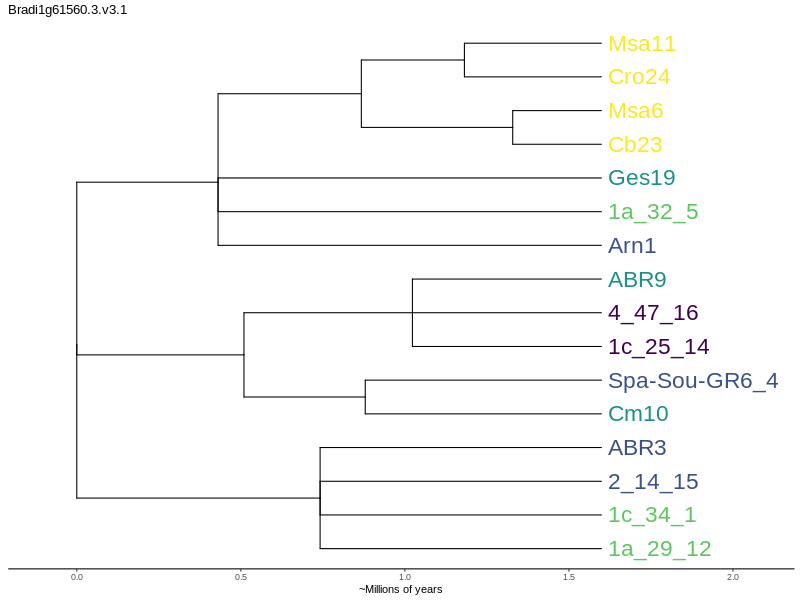 Bradi1g61560.3.v3.1
Msa11
Cro24
Msa6
Cb23
Ges19
1a_32_5
Arn1
ABR9
4_47_16
1c_25_14
Spa-Sou-GR6_4
Cm10
ABR3
2_14_15
1c_34_1
1a_29_12
0.0 0.5 1.0 1.5 2.0
~Millions of years